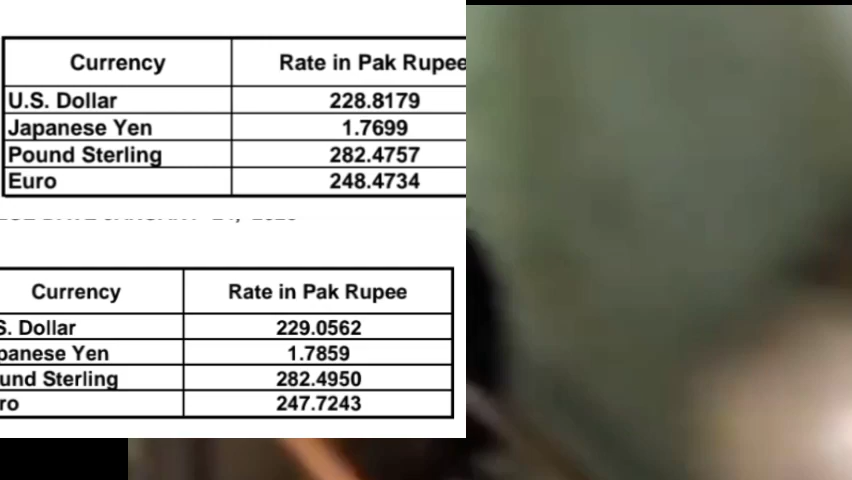 Currency Rate in Pak Rupee
U.S. Dollar 228.8179
Japanese Yen 1.7699
Pound Sterling 282.4757
Euro 248.4734
Currency Rate in Pak Rupee
S. Dollar 229.0562
panese Yen 1.7859
und Sterling 282.4950
ro 247.7243